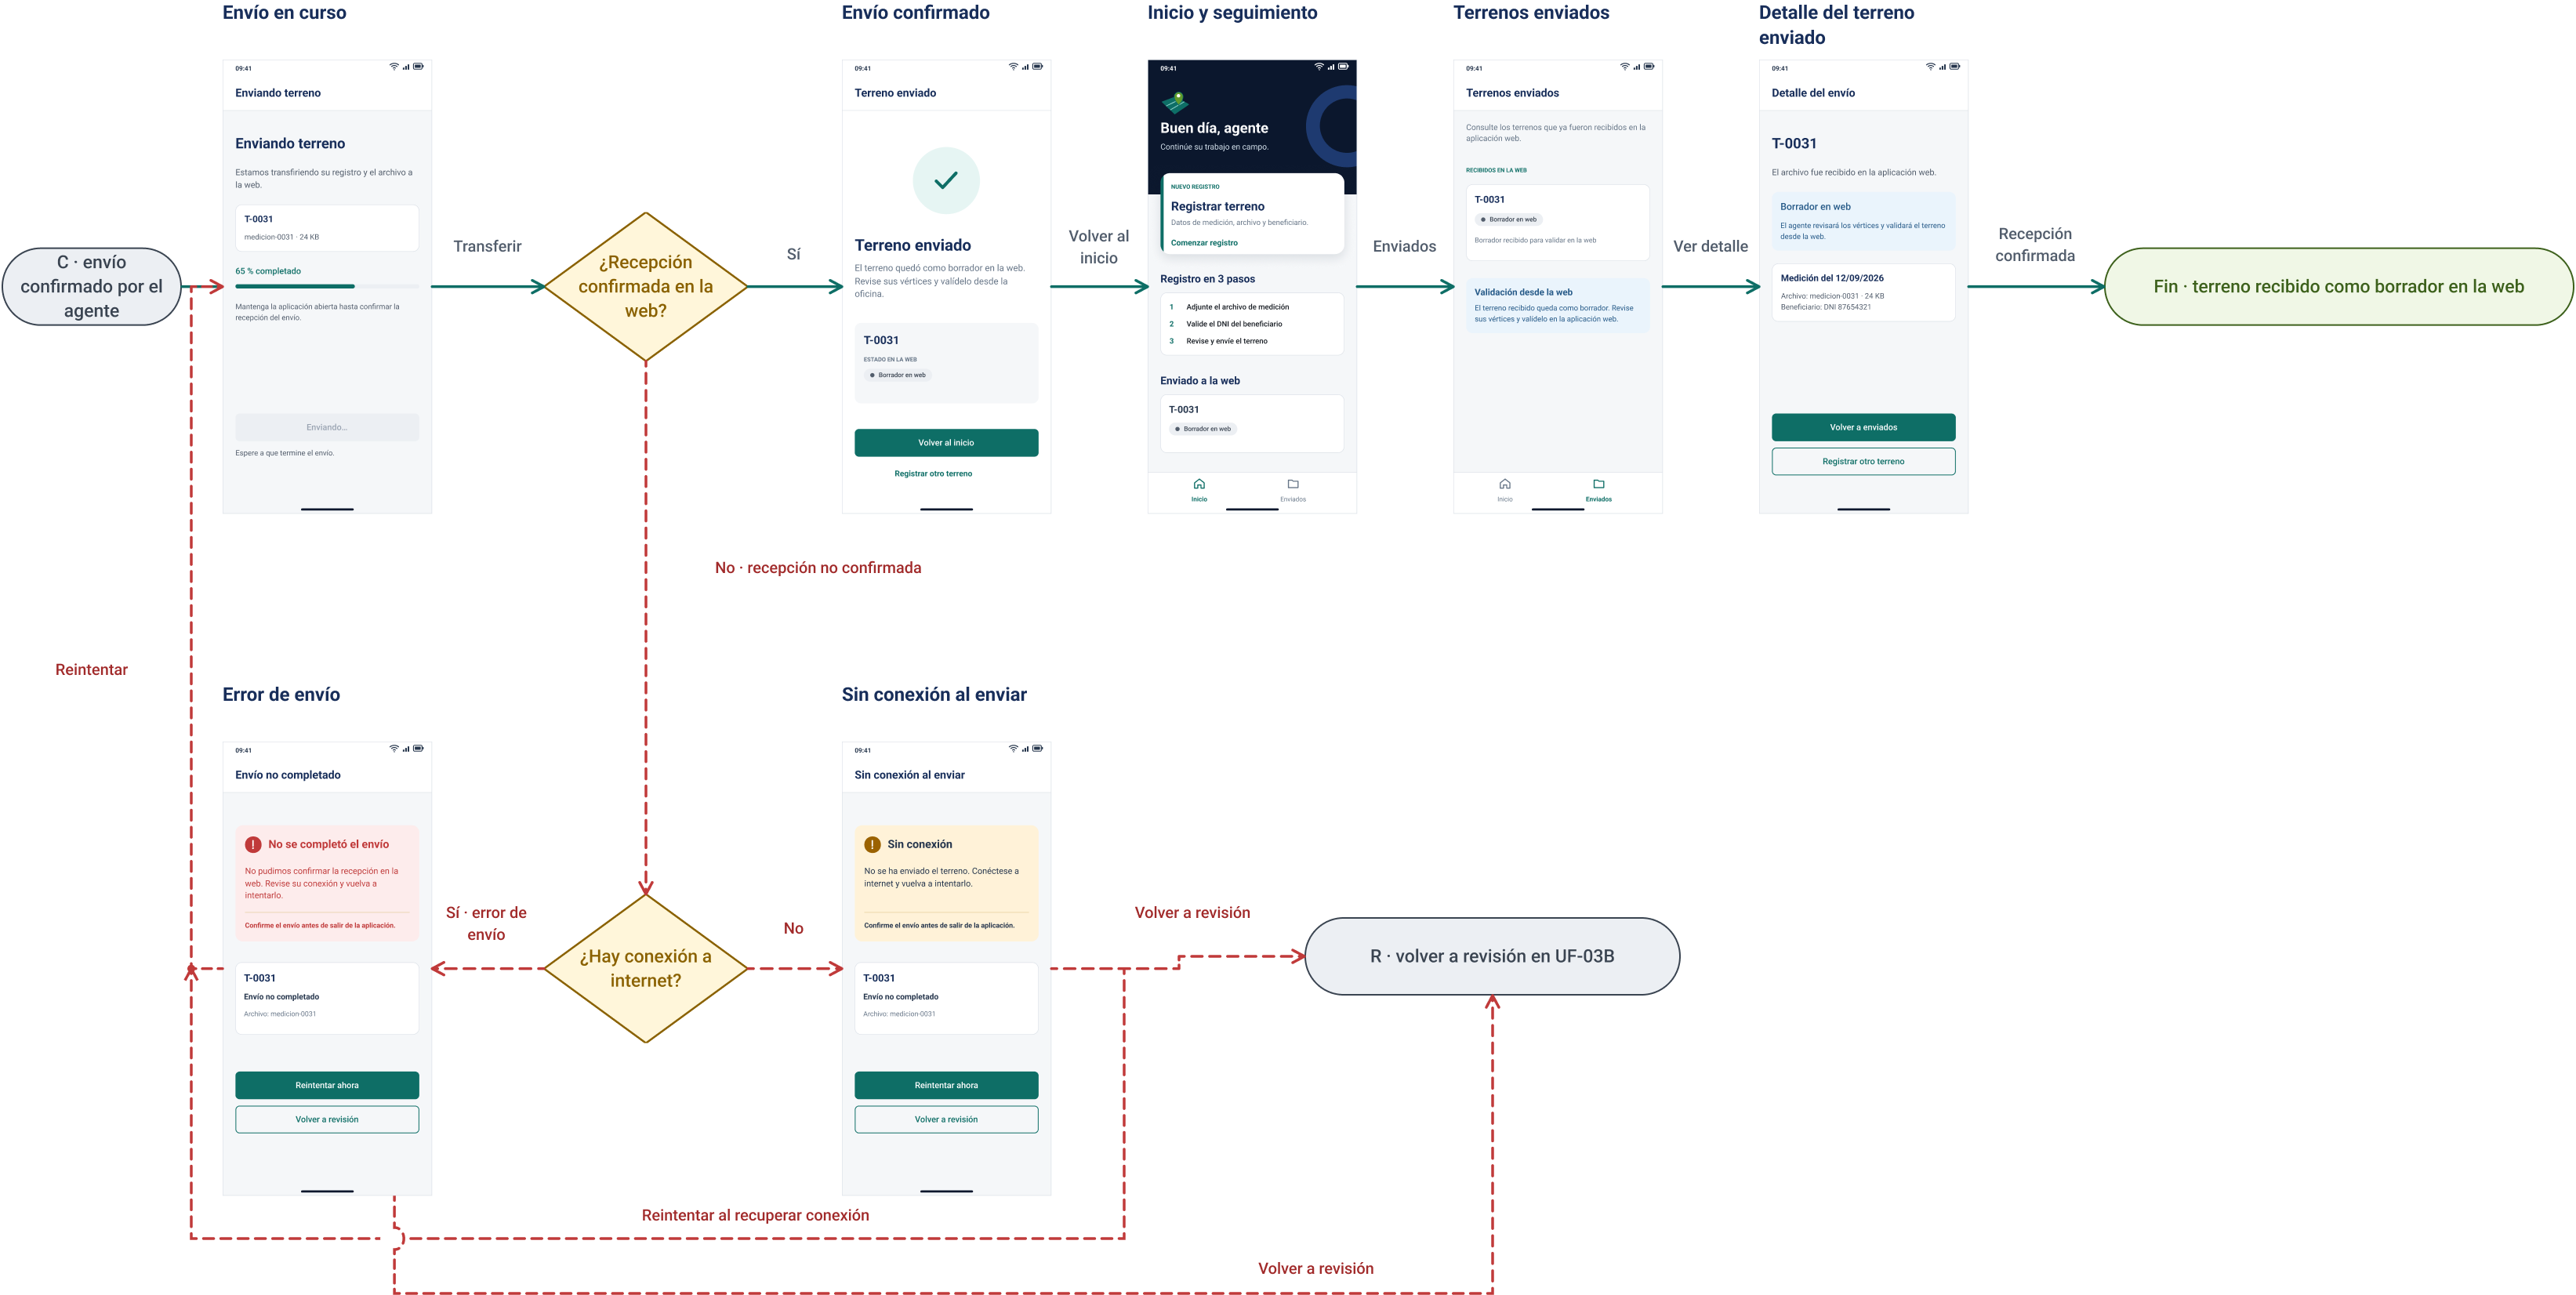 Envío en curso
Envío confirmado
Inicio y seguimiento
Terrenos enviados
Detalle del terreno
enviado
C · envío
confirmado por el
agente
09:41
Enviando terreno
Enviando terreno
Estamos transfiriendo su registro y el archivo a
la web.
T-0031
medicion-0031 · 24 KB
65 % completado
Mantenga la aplicación abierta hasta confirmar la
recepción del envío.
Enviando...
Espere a que termine el envío.
Transferir
¿Recepción
confirmada en la
web?
Sí
09:41
Terreno enviado
Terreno enviado
El terreno quedó como borrador en la web.
Revise sus vértices y valídelo desde la
oficina.
T-0031
ESTADO EN LA WEB
Borrador en web
Volver al inicio
Registrar otro terreno
Volver al
inicio
09:41
Buen día, agente
Continúe su trabajo en campo.
NUEVO REGISTRO
Registrar terreno
Datos de medición, archivo y beneficiario.
Comenzar registro
Registro en 3 pasos
1 Adjunte el archivo de medición
2 Valide el DNI del beneficiario
3 Revise y envíe el terreno
Enviado a la web
T-0031
Borrador en web
Inicio
Enviados
Enviados
09:41
Terrenos enviados
Consulte los terrenos que ya fueron recibidos en la
aplicación web.
RECIBIDOS EN LA WEB
T-0031
Borrador en web
Borrador recibido para validar en la web
Validación desde la web
El terreno recibido queda como borrador. Revise
sus vértices y valídelo en la aplicación web.
Inicio
Enviados
Ver detalle
09:41
Detalle del envío
T-0031
El archivo fue recibido en la aplicación web.
Borrador en web
El agente revisará los vértices y validará el terreno
desde la web.
Medición del 12/09/2026
Archivo: medicion-0031 · 24 KB
Beneficiario: DNI 87654321
Volver a enviados
Registrar otro terreno
Recepción
confirmada
Fin · terreno recibido como borrador en la web
No · recepción no confirmada
Reintentar
Error de envío
Sin conexión al enviar
09:41
Envío no completado
No se completó el envío
No pudimos confirmar la recepción en la
web. Revise su conexión y vuelva a
intentarlo.
Confirme el envío antes de salir de la aplicación.
T-0031
Envío no completado
Archivo: medicion-0031
Reintentar ahora
Volver a revisión
Sí · error de
envío
¿Hay conexión a
internet?
No
09:41
Sin conexión al enviar
Sin conexión
No se ha enviado el terreno. Conéctese a
internet y vuelva a intentarlo.
Confirme el envío antes de salir de la aplicación.
T-0031
Envío no completado
Archivo: medicion-0031
Reintentar ahora
Volver a revisión
Volver a revisión
R · volver a revisión en UF-03B
Reintentar al recuperar conexión
Volver a revisión